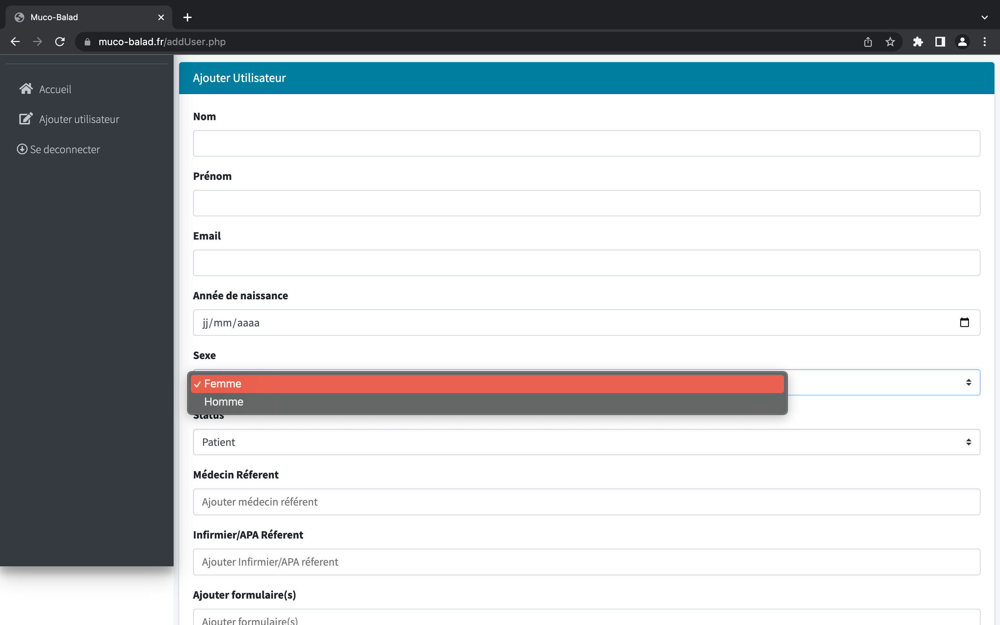 Muco-Balad
muco-balad.fr/addUser.php
Accueil
Ajouter utilisateur
Se deconnecter
Ajouter Utilisateur
Nom
Prénom
Email
Année de naissance
jj/mm/aaaa
Sexe
✓ Femme
Homme
Status
Patient
Médecin Réferent
Ajouter médecin référent
Infirmier/APA Réferent
Ajouter Infirmier/APA réferent
Ajouter formulaire(s)
Ajouter formulaire(s)